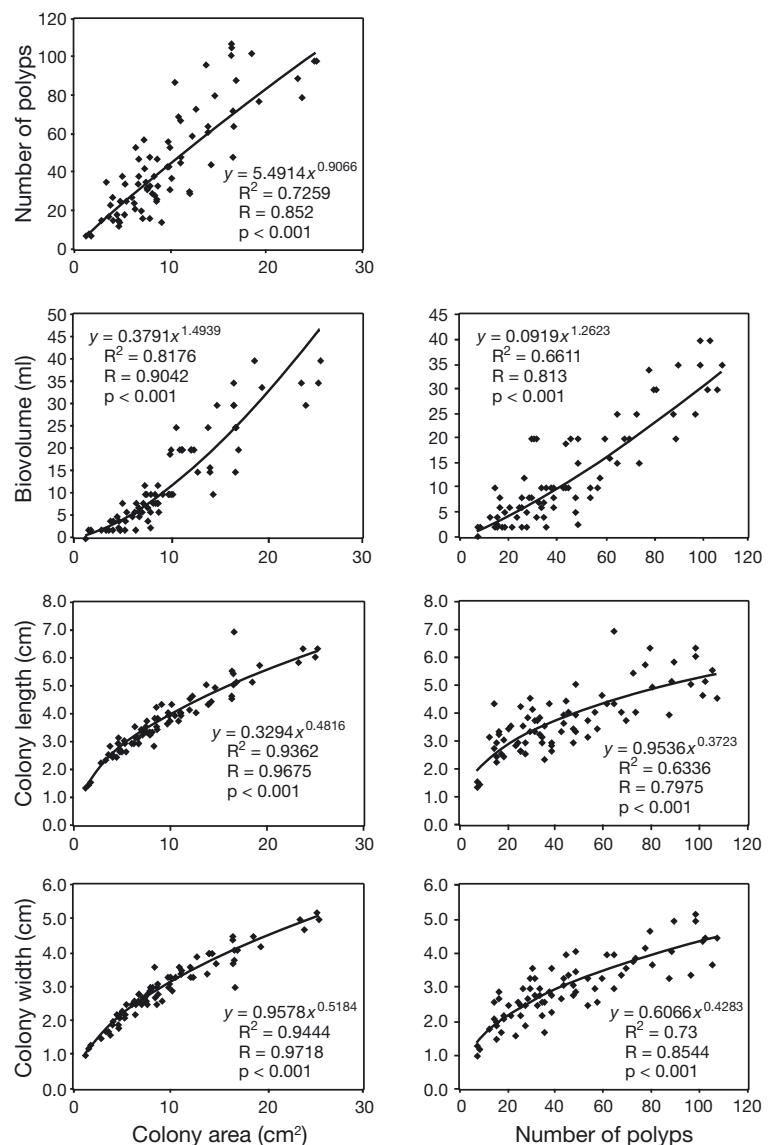 Number of polyps
120
100
80
60
40
20
0
y = 5.4914x^0.9066
R² = 0.7259
R = 0.852
p < 0.001
0 10 20 30
Biovolume (ml)
50
45
40
35
30
25
20
15
10
5
0
y = 0.3791x^1.4939
R² = 0.8176
R = 0.9042
p < 0.001
0 10 20 30
45
40
35
30
25
20
15
10
5
0
y = 0.0919x^1.2623
R² = 0.6611
R = 0.813
p < 0.001
0 20 40 60 80 100 120
Colony length (cm)
8.0
7.0
6.0
5.0
4.0
3.0
2.0
1.0
0.0
y = 0.3294x^0.4816
R² = 0.9362
R = 0.9675
p < 0.001
0 10 20 30
8.0
7.0
6.0
5.0
4.0
3.0
2.0
1.0
0.0
y = 0.9536x^0.3723
R² = 0.6336
R = 0.7975
p < 0.001
0 20 40 60 80 100 120
Colony width (cm)
6.0
5.0
4.0
3.0
2.0
1.0
0.0
y = 0.9578x^0.5184
R² = 0.9444
R = 0.9718
p < 0.001
0 10 20 30
Colony area (cm²)
6.0
5.0
4.0
3.0
2.0
1.0
0.0
y = 0.6066x^0.4283
R² = 0.73
R = 0.8544
p < 0.001
0 20 40 60 80 100 120
Number of polyps